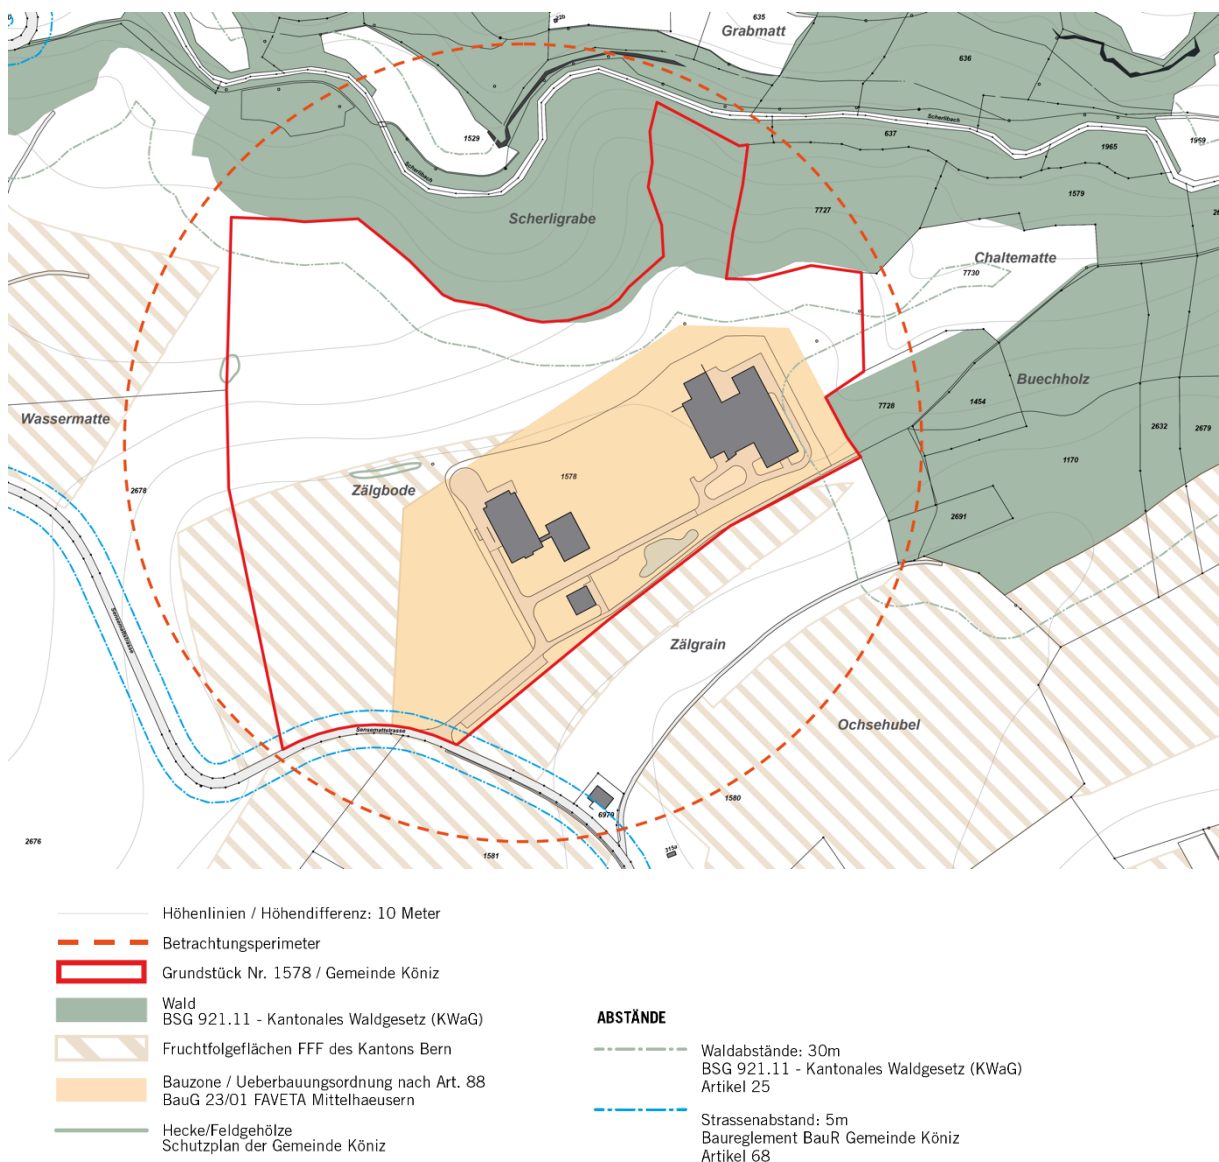 635
Grabmatt
636
1529
Scherlibach
637
1965
1969
Scherlibach
1579
Scherligrabe
7727
Chaltematte
7730
Buechholz
7728
1454
Wassermatte
2632
2679
1170
1578
Zälgbode
2678
2691
Sensemattstrasse
Zälgrain
Ochsehubel
Sensemattstrasse
1580
6979
2676
315a
1581
Höhenlinien / Höhendifferenz: 10 Meter
Betrachtungsperimeter
Grundstück Nr. 1578 / Gemeinde Köniz
Wald
BSG 921.11 - Kantonales Waldgesetz (KWaG)
Fruchtfolgeflächen FFF des Kantons Bern
Bauzone / Ueberbauungsordnung nach Art. 88
BauG 23/01 FAVETA Mittelhaeusern
Hecke/Feldgehölze
Schutzplan der Gemeinde Köniz
ABSTÄNDE
Waldabstände: 30m
BSG 921.11 - Kantonales Waldgesetz (KWaG)
Artikel 25
Strassenabstand: 5m
Baureglement BauR Gemeinde Köniz
Artikel 68